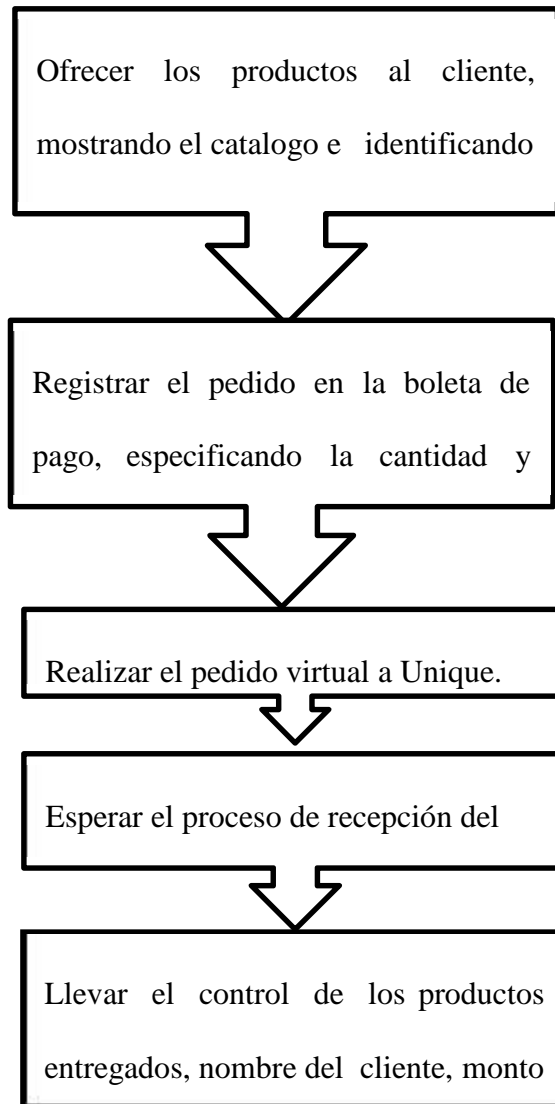 Ofrecer los productos al cliente,
mostrando el catalogo e identificando
Registrar el pedido en la boleta de
pago, especificando la cantidad y
Realizar el pedido virtual a Unique.
Esperar el proceso de recepción del
Llevar el control de los productos
entregados, nombre del cliente, monto